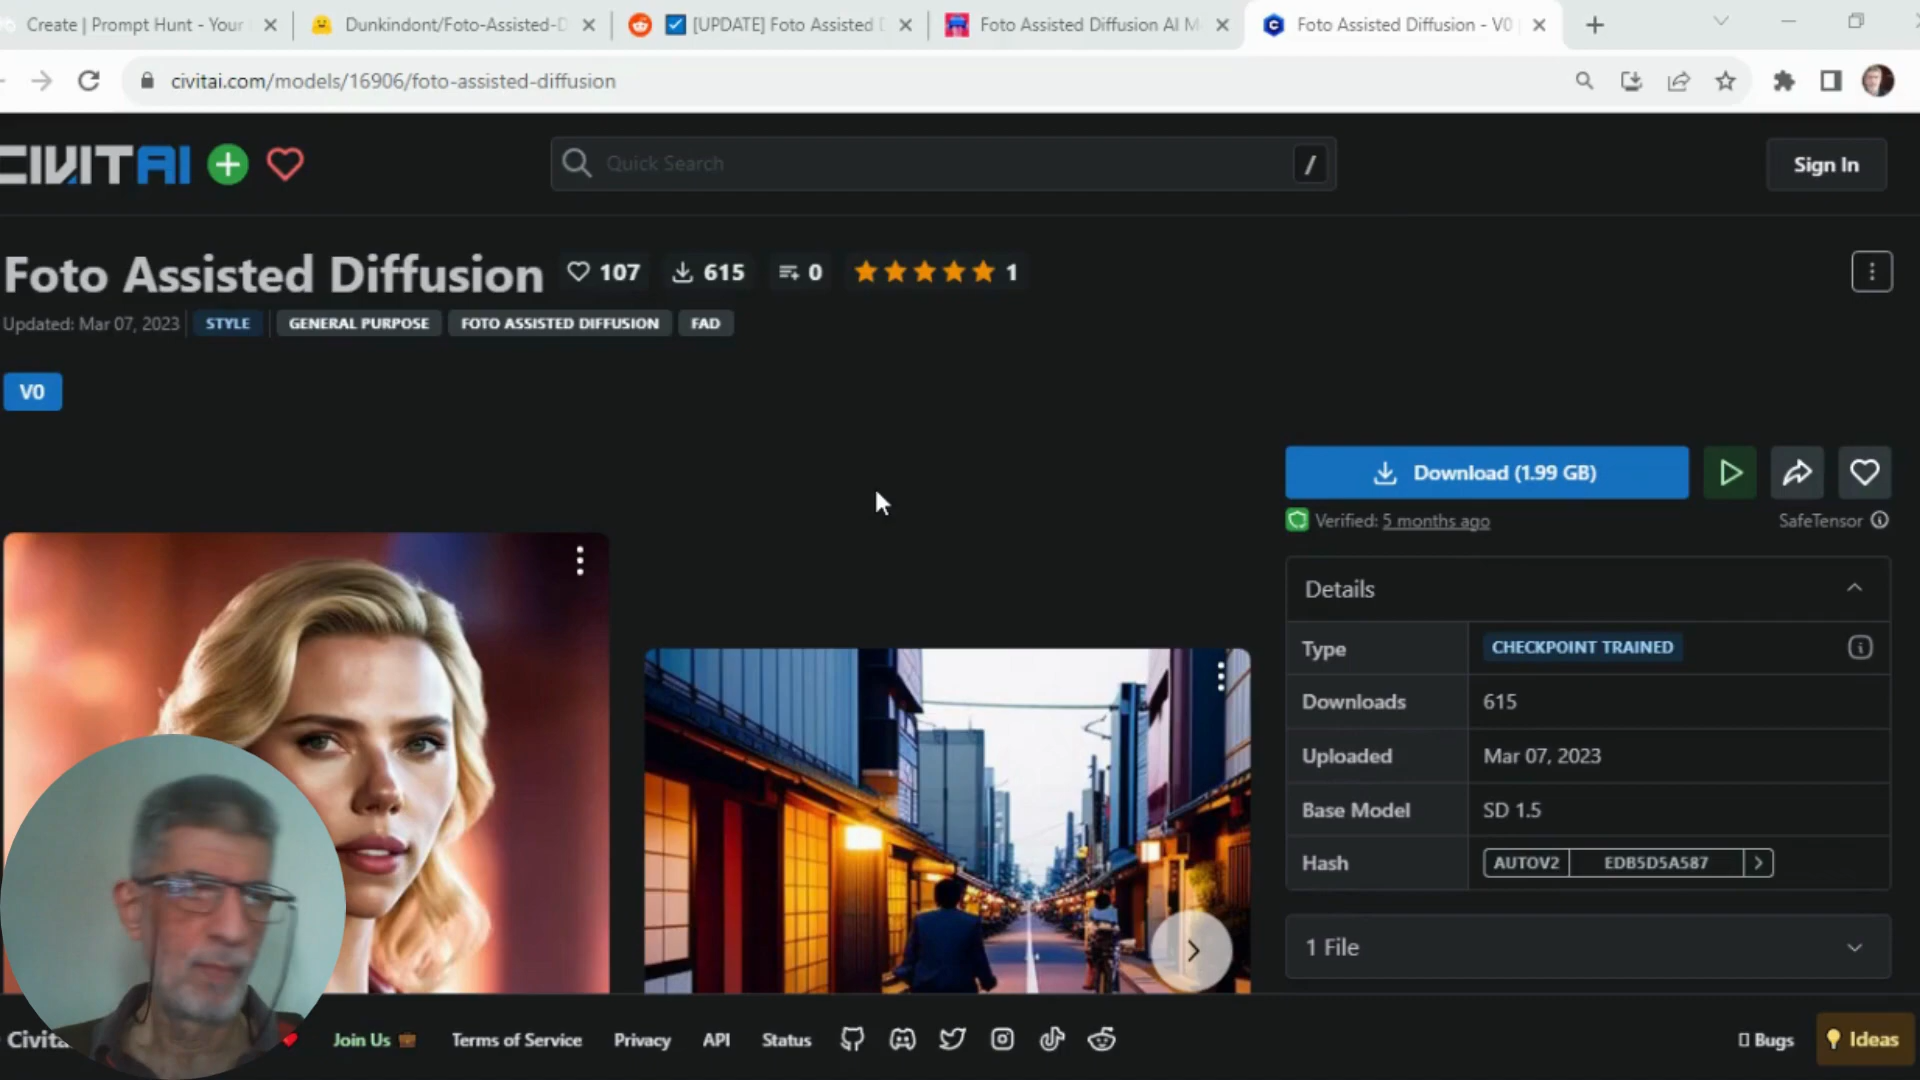 Create | Prompt Hunt - Your
Dunkindont/Foto-Assisted-D
[UPDATE] Foto Assisted
Foto Assisted Diffusion AI M
Foto Assisted Diffusion - V0
civitai.com/models/16906/foto-assisted-diffusion
CIVITAI
Quick Search
/
Sign In
Foto Assisted Diffusion
107
615
0
1
Updated: Mar 07, 2023
STYLE
GENERAL PURPOSE
FOTO ASSISTED DIFFUSION
FAD
V0
Download (1.99 GB)
Verified: 5 months ago
SafeTensor
Details
Type
CHECKPOINT TRAINED
Downloads
615
Uploaded
Mar 07, 2023
Base Model
SD 1.5
Hash
AUTOV2
EDB5D5A587
1 File
Civita
Join Us
Terms of Service
Privacy
API
Status
Bugs
Ideas